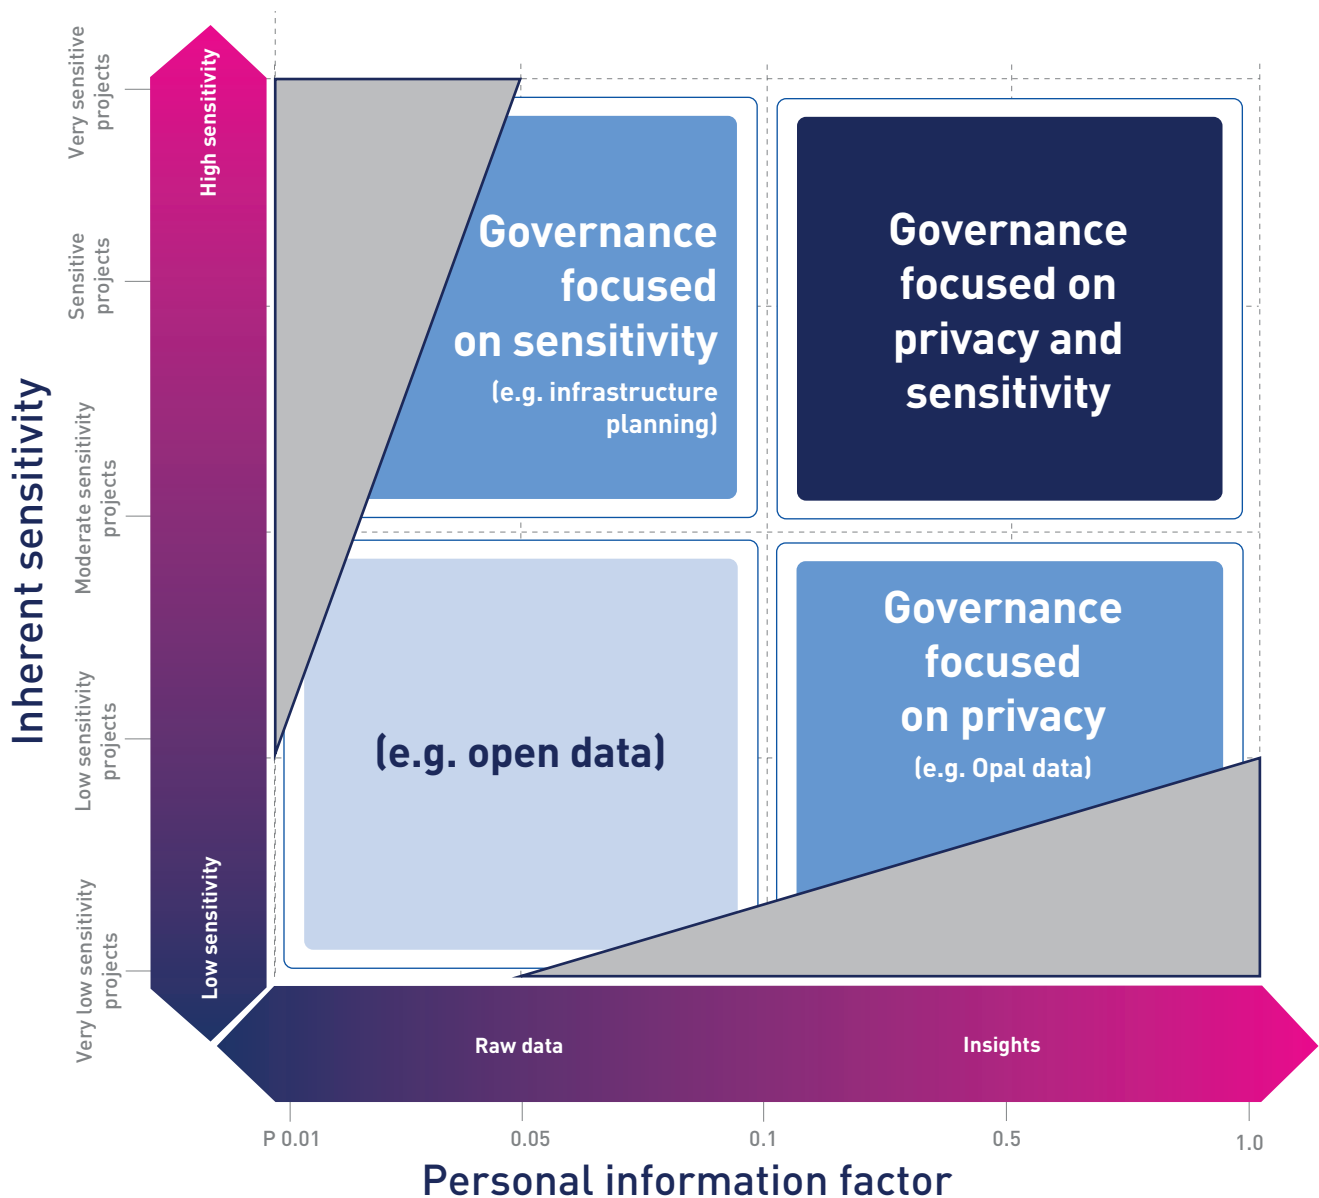 Inherent sensitivity
Very sensitive
projects
Sensitive
projects
Moderate sensitivity
projects
Low sensitivity
projects
Very low sensitivity
projects
High sensitivity
Low sensitivity
Governance
focused
on sensitivity
(e.g. infrastructure
planning)
Governance
focused on
privacy and
sensitivity
(e.g. open data)
Governance
focused
on privacy
(e.g. Opal data)
Raw data
Insights
P 0.01
0.05
0.1
0.5
1.0
Personal information factor